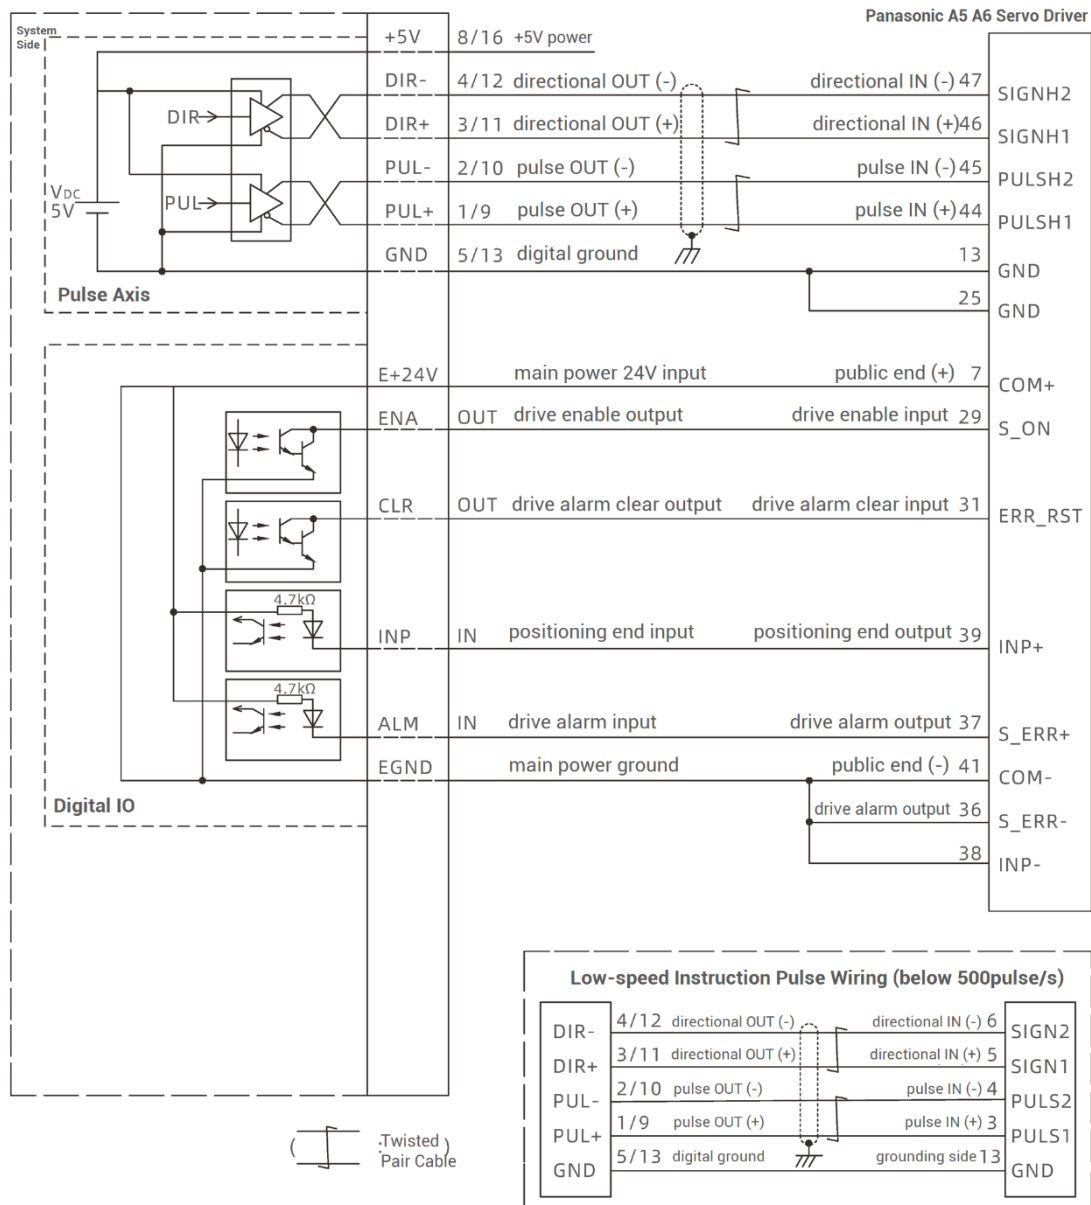 Panasonic A5 A6 Servo Driver
System
Side
+5V 8/16 +5V power
DIR- 4/12 directional OUT (-) directional IN (-) 47 SIGNH2
DIR
DIR+ 3/11 directional OUT (+) directional IN (+)46 SIGNH1
PUL- 2/10 pulse OUT (-) pulse IN (-) 45 PULSH2
VDC
5V
PUL
PUL+ 1/9 pulse OUT (+) pulse IN (+) 44 PULSH1
GND 5/13 digital ground 13 GND
Pulse Axis
25 GND
E+24V main power 24V input public end (+) 7 COM+
ENA OUT drive enable output drive enable input 29 S_ON
CLR OUT drive alarm clear output drive alarm clear input 31 ERR_RST
4.7kΩ
INP IN positioning end input positioning end output 39 INP+
4.7kΩ
ALM IN drive alarm input drive alarm output 37 S_ERR+
EGND main power ground public end (-) 41 COM-
Digital IO
drive alarm output 36 S_ERR-
38 INP-
Low-speed Instruction Pulse Wiring (below 500pulse/s)
DIR- 4/12 directional OUT (-) directional IN (-) 6 SIGN2
DIR+ 3/11 directional OUT (+) directional IN (+) 5 SIGN1
PUL- 2/10 pulse OUT (-) pulse IN (-) 4 PULS2
PUL+ 1/9 pulse OUT (+) pulse IN (+) 3 PULS1
GND 5/13 digital ground grounding side 13 GND
( :Twisted )
Pair Cable